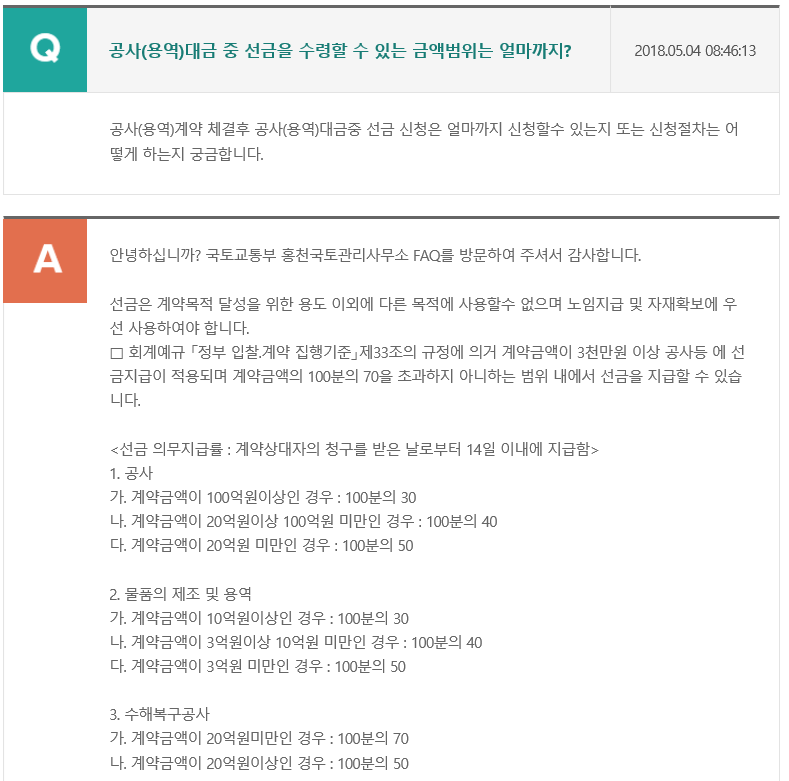 Q
공사(용역)대금 중 선금을 수령할 수 있는 금액범위는 얼마까지?
2018.05.04 08:46:13
공사(용역)계약 체결후 공사(용역)대금중 선금 신청은 얼마까지 신청할수 있는지 또는 신청절차는 어
떻게 하는지 궁금합니다.
A
안녕하십니까? 국토교통부 홍천국토관리사무소 FAQ를 방문하여 주셔서 감사합니다.
선금은 계약목적 달성을 위한 용도 이외에 다른 목적에 사용할수 없으며 노임지급 및 자재확보에 우
선 사용하여야 합니다.
□ 회계예규 「정부 입찰.계약 집행기준」제33조의 규정에 의거 계약금액이 3천만원 이상 공사등 에 선
금지급이 적용되며 계약금액의 100분의 70을 초과하지 아니하는 범위 내에서 선금을 지급할 수 있습
니다.
<선금 의무지급률 : 계약상대자의 청구를 받은 날로부터 14일 이내에 지급함>
1. 공사
가. 계약금액이 100억원이상인 경우 : 100분의 30
나. 계약금액이 20억원이상 100억원 미만인 경우 : 100분의 40
다. 계약금액이 20억원 미만인 경우 : 100분의 50
2. 물품의 제조 및 용역
가. 계약금액이 10억원이상인 경우 : 100분의 30
나. 계약금액이 3억원이상 10억원 미만인 경우 : 100분의 40
다. 계약금액이 3억원 미만인 경우 : 100분의 50
3. 수해복구공사
가. 계약금액이 20억원미만인 경우 : 100분의 70
나. 계약금액이 20억원이상인 경우 : 100분의 50